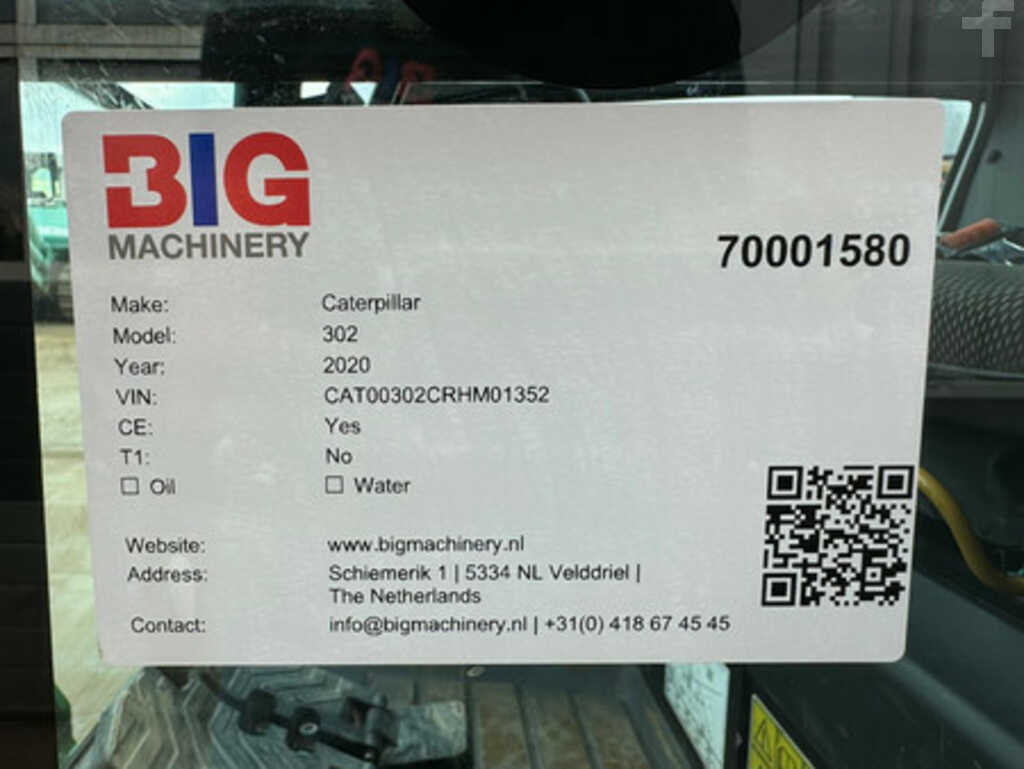 f
BIG
MACHINERY
70001580
Make: Caterpillar
Model: 302
Year: 2020
VIN: CAT00302CRHM01352
CE: Yes
T1: No
☐ Oil ☐ Water
Website: www.bigmachinery.nl
Address: Schiemerik 1 | 5334 NL Velddriel |
The Netherlands
Contact: info@bigmachinery.nl | +31(0) 418 67 45 45